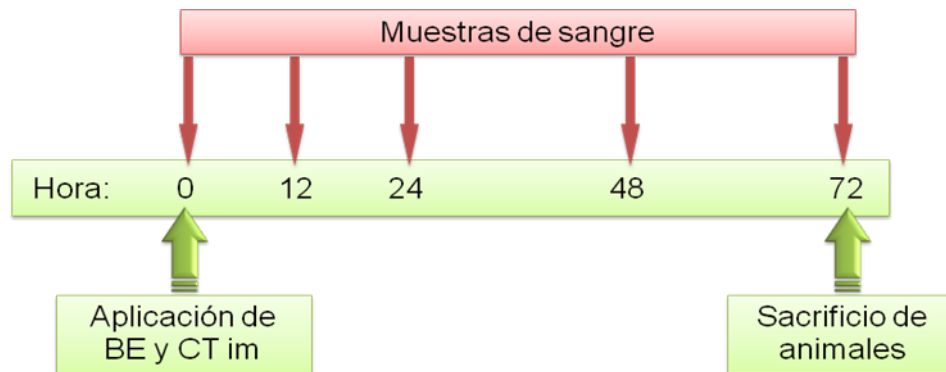 Muestras de sangre
Hora: 0 12 24 48 72
Aplicación de
BE y CT im
Sacrificio de
animales